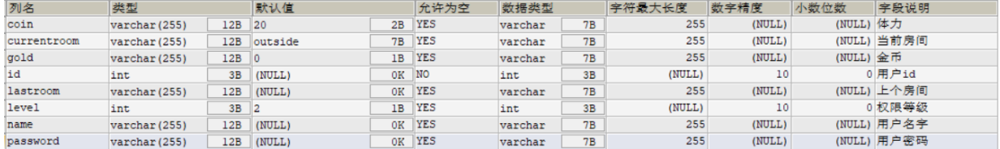 列名 类型 默认值 允许为空 数据类型 字符最大长度 数字精度 小数位数 字段说明
coin varchar(255) 12B 20 2B YES varchar 7B 255 (NULL) (NULL) 体力
currentroom varchar(255) 12B outside 7B YES varchar 7B 255 (NULL) (NULL) 当前房间
gold varchar(255) 12B 0 1B YES varchar 7B 255 (NULL) (NULL) 金币
id int 3B (NULL) 0K NO int 3B (NULL) 10 0 用户id
lastroom varchar(255) 12B (NULL) 0K YES varchar 7B 255 (NULL) (NULL) 上个房间
level int 3B 2 1B YES int 3B (NULL) 10 0 权限等级
name varchar(255) 12B (NULL) 0K YES varchar 7B 255 (NULL) (NULL) 用户名字
password varchar(255) 12B (NULL) 0K YES varchar 7B 255 (NULL) (NULL) 用户密码